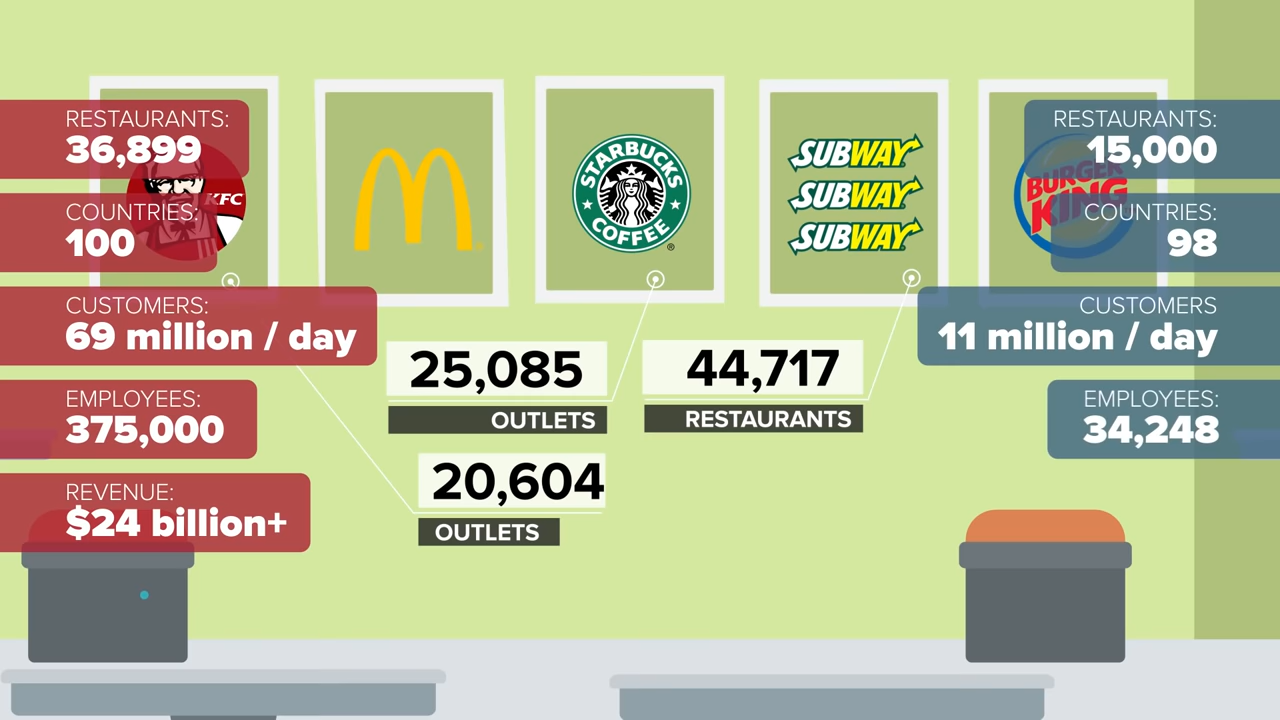 RESTAURANTS:
36,899
COUNTRIES:
100
CUSTOMERS:
69 million / day
EMPLOYEES:
375,000
REVENUE:
$24 billion+
KFC
STARBUCKS
COFFEE
®
SUBWAY
SUBWAY
SUBWAY
BURGER
KING
25,085
OUTLETS
44,717
RESTAURANTS
20,604
OUTLETS
RESTAURANTS:
15,000
COUNTRIES:
98
CUSTOMERS
11 million / day
EMPLOYEES:
34,248